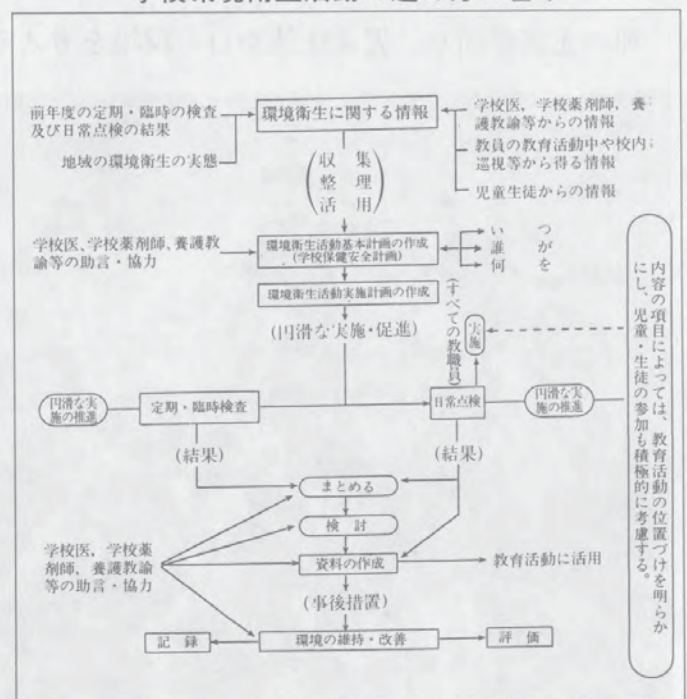 前年度の定期・臨時の検査
及び日常点検の結果
地域の環境衛生の実態
環境衛生に関する情報
学校医，学校薬剤師，養
護教諭等からの情報
教員の教育活動中や校内
巡視等から得る情報
児童生徒からの情報
収集
整理
活用
学校医、学校薬剤師、養護教
諭等の助言・協力
環境衛生活動基本計画の作成
(学校保健安全計画)
いつ
誰が
何を
環境衛生活動実施計画の作成
(円滑な実施・促進)
(すべての教職員)
実施
円滑な実
施の推進
定期・臨時検査
日常点検
円滑な実
施の推進
内容の項目によっては、教育活動の位置づけを明らか
にし、児童・生徒の参加も積極的に考慮する。
(結果)
(結果)
まとめる
検討
学校医，学校薬
剤師，養護教諭
等の助言・協力
資料の作成
教育活動に活用
(事後措置)
記録
環境の維持・改善
評価